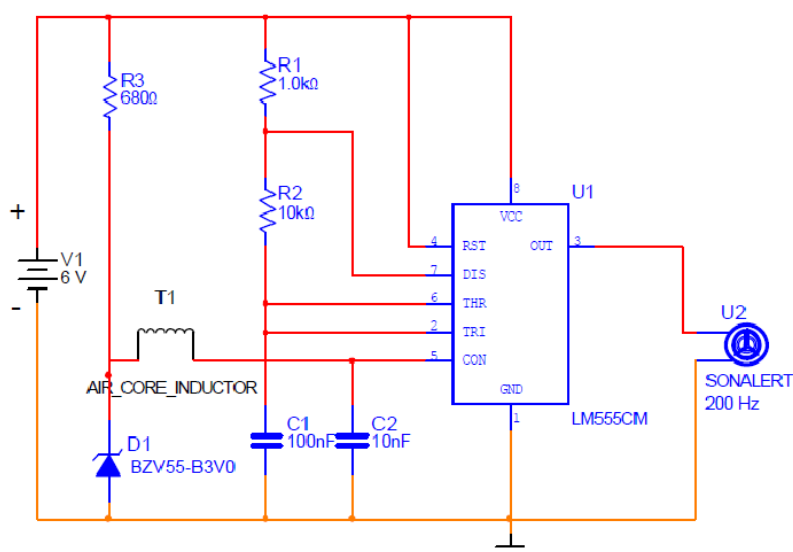 R3
680Ω
R1
1.0kΩ
R2
10kΩ
U1
8
VCC
4 RST OUT 3
7 DIS
6 THR
2 TRI
5 CON
GND
1
LM555CM
+
V1
6 V
-
T1
AIR_CORE_INDUCTOR
U2
SONALERT
200 Hz
D1
BZV55-B3V0
C1
100nF
C2
10nF